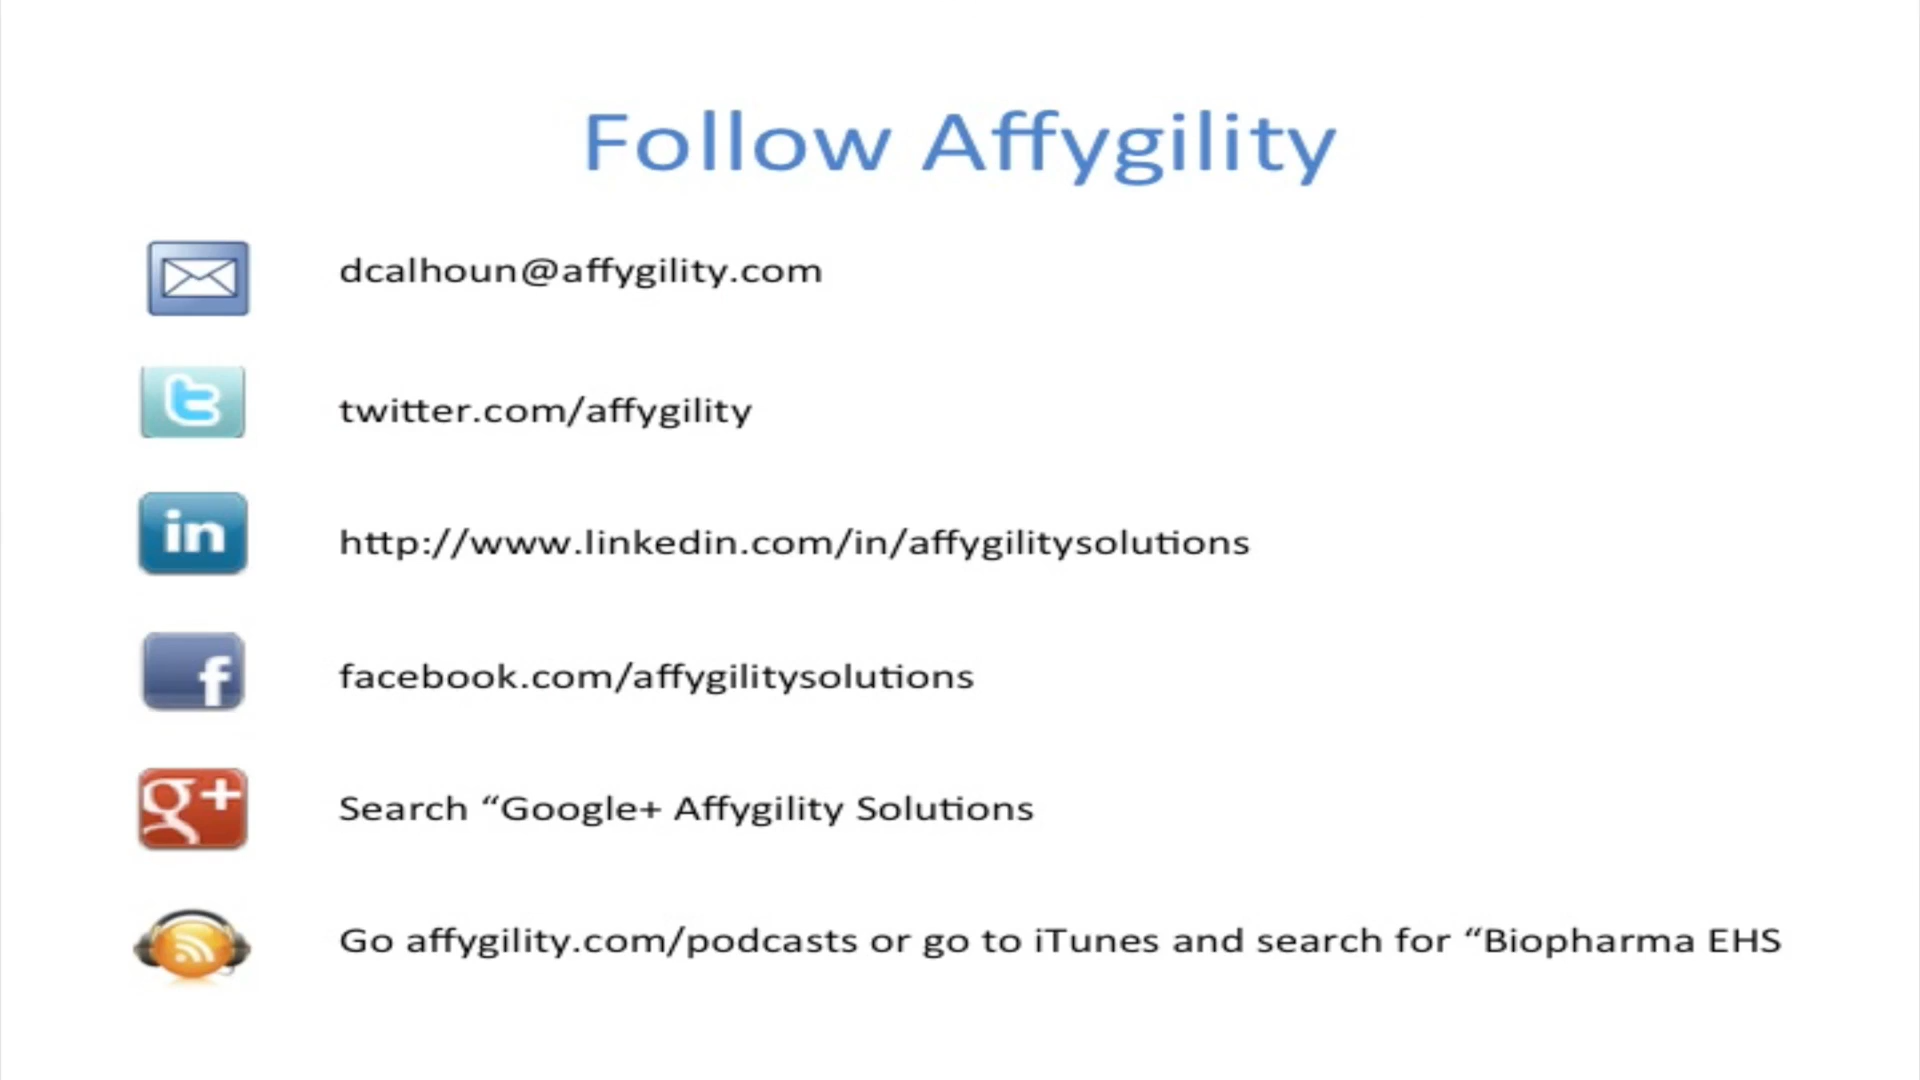 Follow Affygility
dcalhoun@affygility.com
twitter.com/affygility
http://www.linkedin.com/in/affygilitysolutions
facebook.com/affygilitysolutions
Search “Google+ Affygility Solutions
Go affygility.com/podcasts or go to iTunes and search for “Biopharma EHS